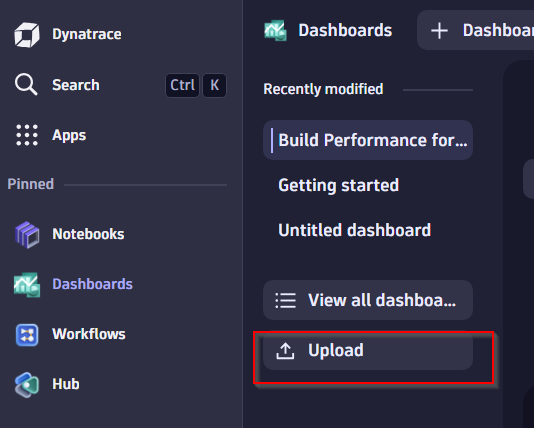 Dynatrace
Search Ctrl K
Apps
Pinned
Notebooks
Dashboards
Workflows
Hub
Dashboards + Dashboar
Recently modified
Build Performance for...
Getting started
Untitled dashboard
View all dashboa...
Upload